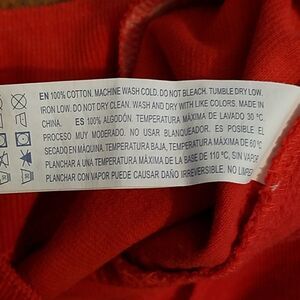 EN 100% COTTON. MACHINE WASH COLD. DO NOT BLEACH. TUMBLE DRY LOW.
IRON LOW. DO NOT DRY CLEAN. WASH AND DRY WITH LIKE COLORS. MADE IN
CHINA. ES 100% ALGODÓN. TEMPERATURA MÁXIMA DE LAVADO 30 °C.
PROCESO MUY MODERADO. NO USAR BLANQUEADOR. ES POSIBLE EL
SECADO EN MÁQUINA, TEMPERATURA BAJA, TEMPERATURA MÁXIMA DE 60 °C
PLANCHAR A UNA TEMPERATURA MÁXIMA DE LA BASE DE 110 °C, SIN VAPOR
PLANCHAR CON VAPOR PUEDE CAUSAR DAÑO IRREVERSIBLE. NO LIMP